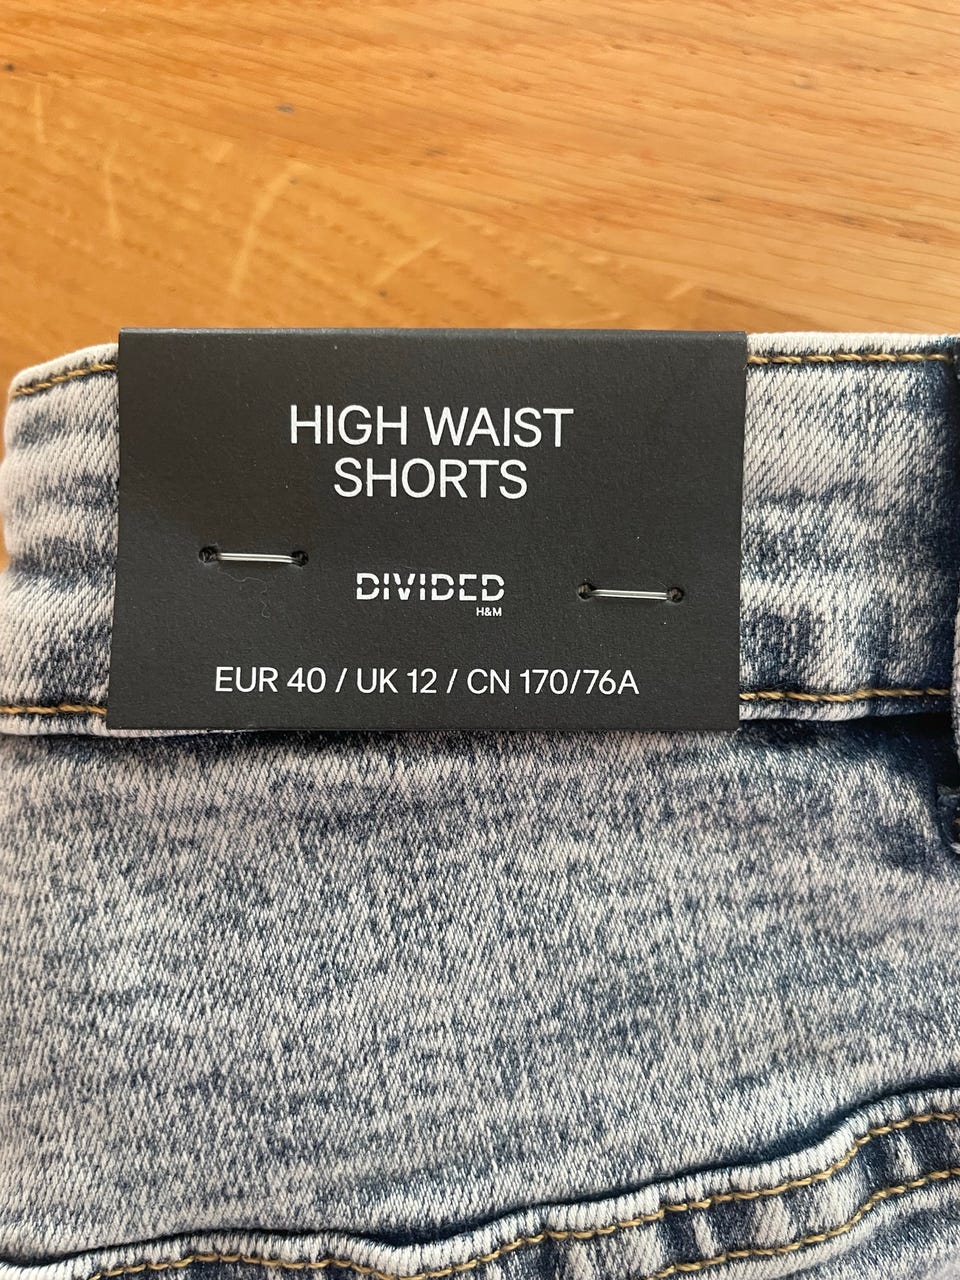 HIGH WAIST
SHORTS
DIVIDED
H&M
EUR 40 / UK 12 / CN 170/76A